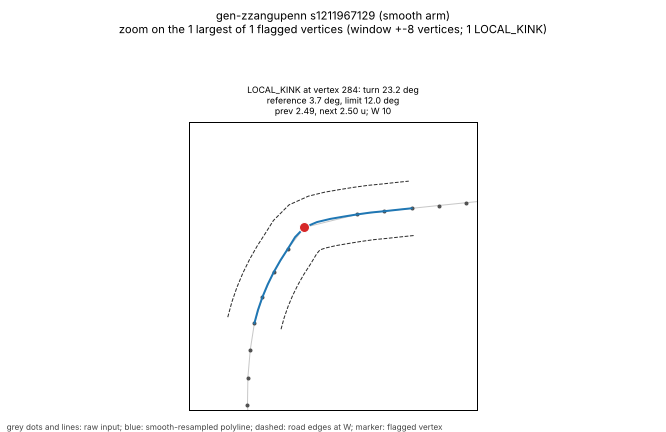 gen-zzangupenn s1211967129 (smooth arm)
zoom on the 1 largest of 1 flagged vertices (window +-8 vertices; 1 LOCAL_KINK)
LOCAL_KINK at vertex 284: turn 23.2 deg
reference 3.7 deg, limit 12.0 deg
prev 2.49, next 2.50 u; W 10
grey dots and lines: raw input; blue: smooth-resampled polyline; dashed: road edges at W; marker: flagged vertex